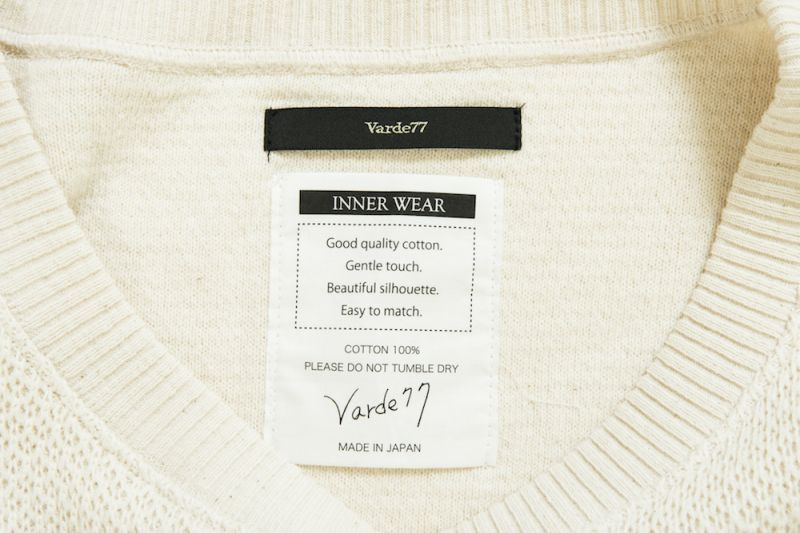 Varde77
INNER WEAR
Good quality cotton.
Gentle touch.
Beautiful silhouette.
Easy to match.
COTTON 100%
PLEASE DO NOT TUMBLE DRY
Varde77
MADE IN JAPAN